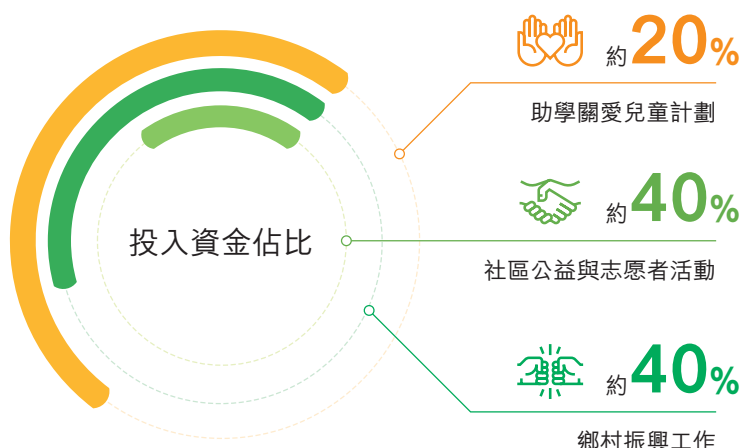 投入資金佔比
約20%
助學關愛兒童計劃
約40%
社區公益與志愿者活動
約40%
鄉村振興工作